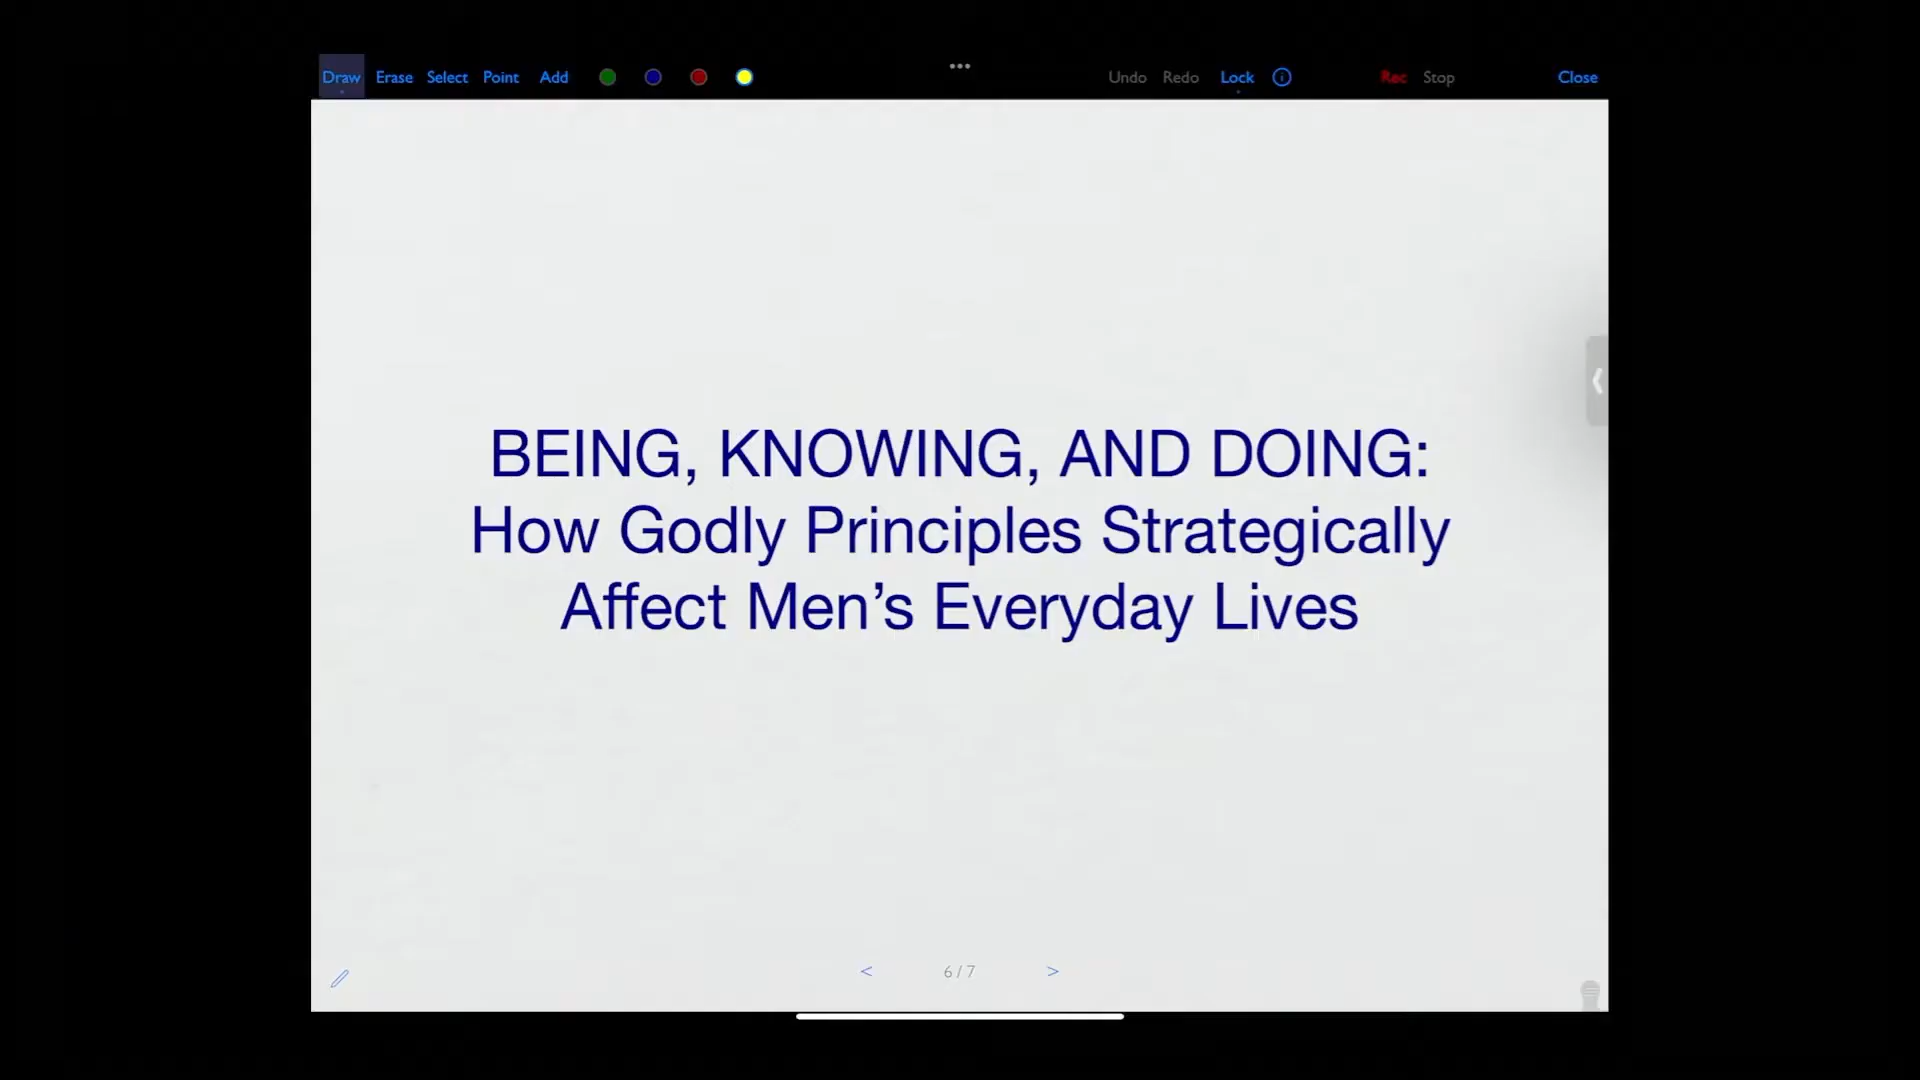 Draw Erase Select Point Add Undo Redo Lock Rec Stop Close
BEING, KNOWING, AND DOING:
How Godly Principles Strategically
Affect Men’s Everyday Lives
< 6 / 7 >